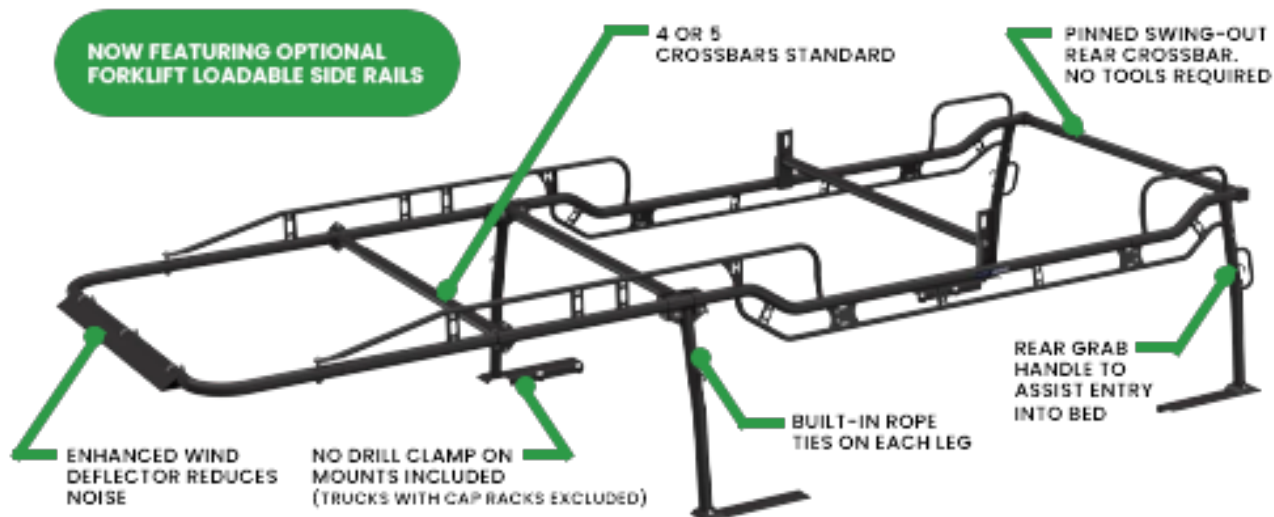 NOW FEATURING OPTIONAL
FORKLIFT LOADABLE SIDE RAILS
4 OR 5
CROSSBARS STANDARD
PINNED SWING-OUT
REAR CROSSBAR.
NO TOOLS REQUIRED
REAR GRAB
HANDLE TO
ASSIST ENTRY
INTO BED
BUILT-IN ROPE
TIES ON EACH LEG
NO DRILL CLAMP ON
MOUNTS INCLUDED
(TRUCKS WITH CAP RACKS EXCLUDED)
ENHANCED WIND
DEFLECTOR REDUCES
NOISE